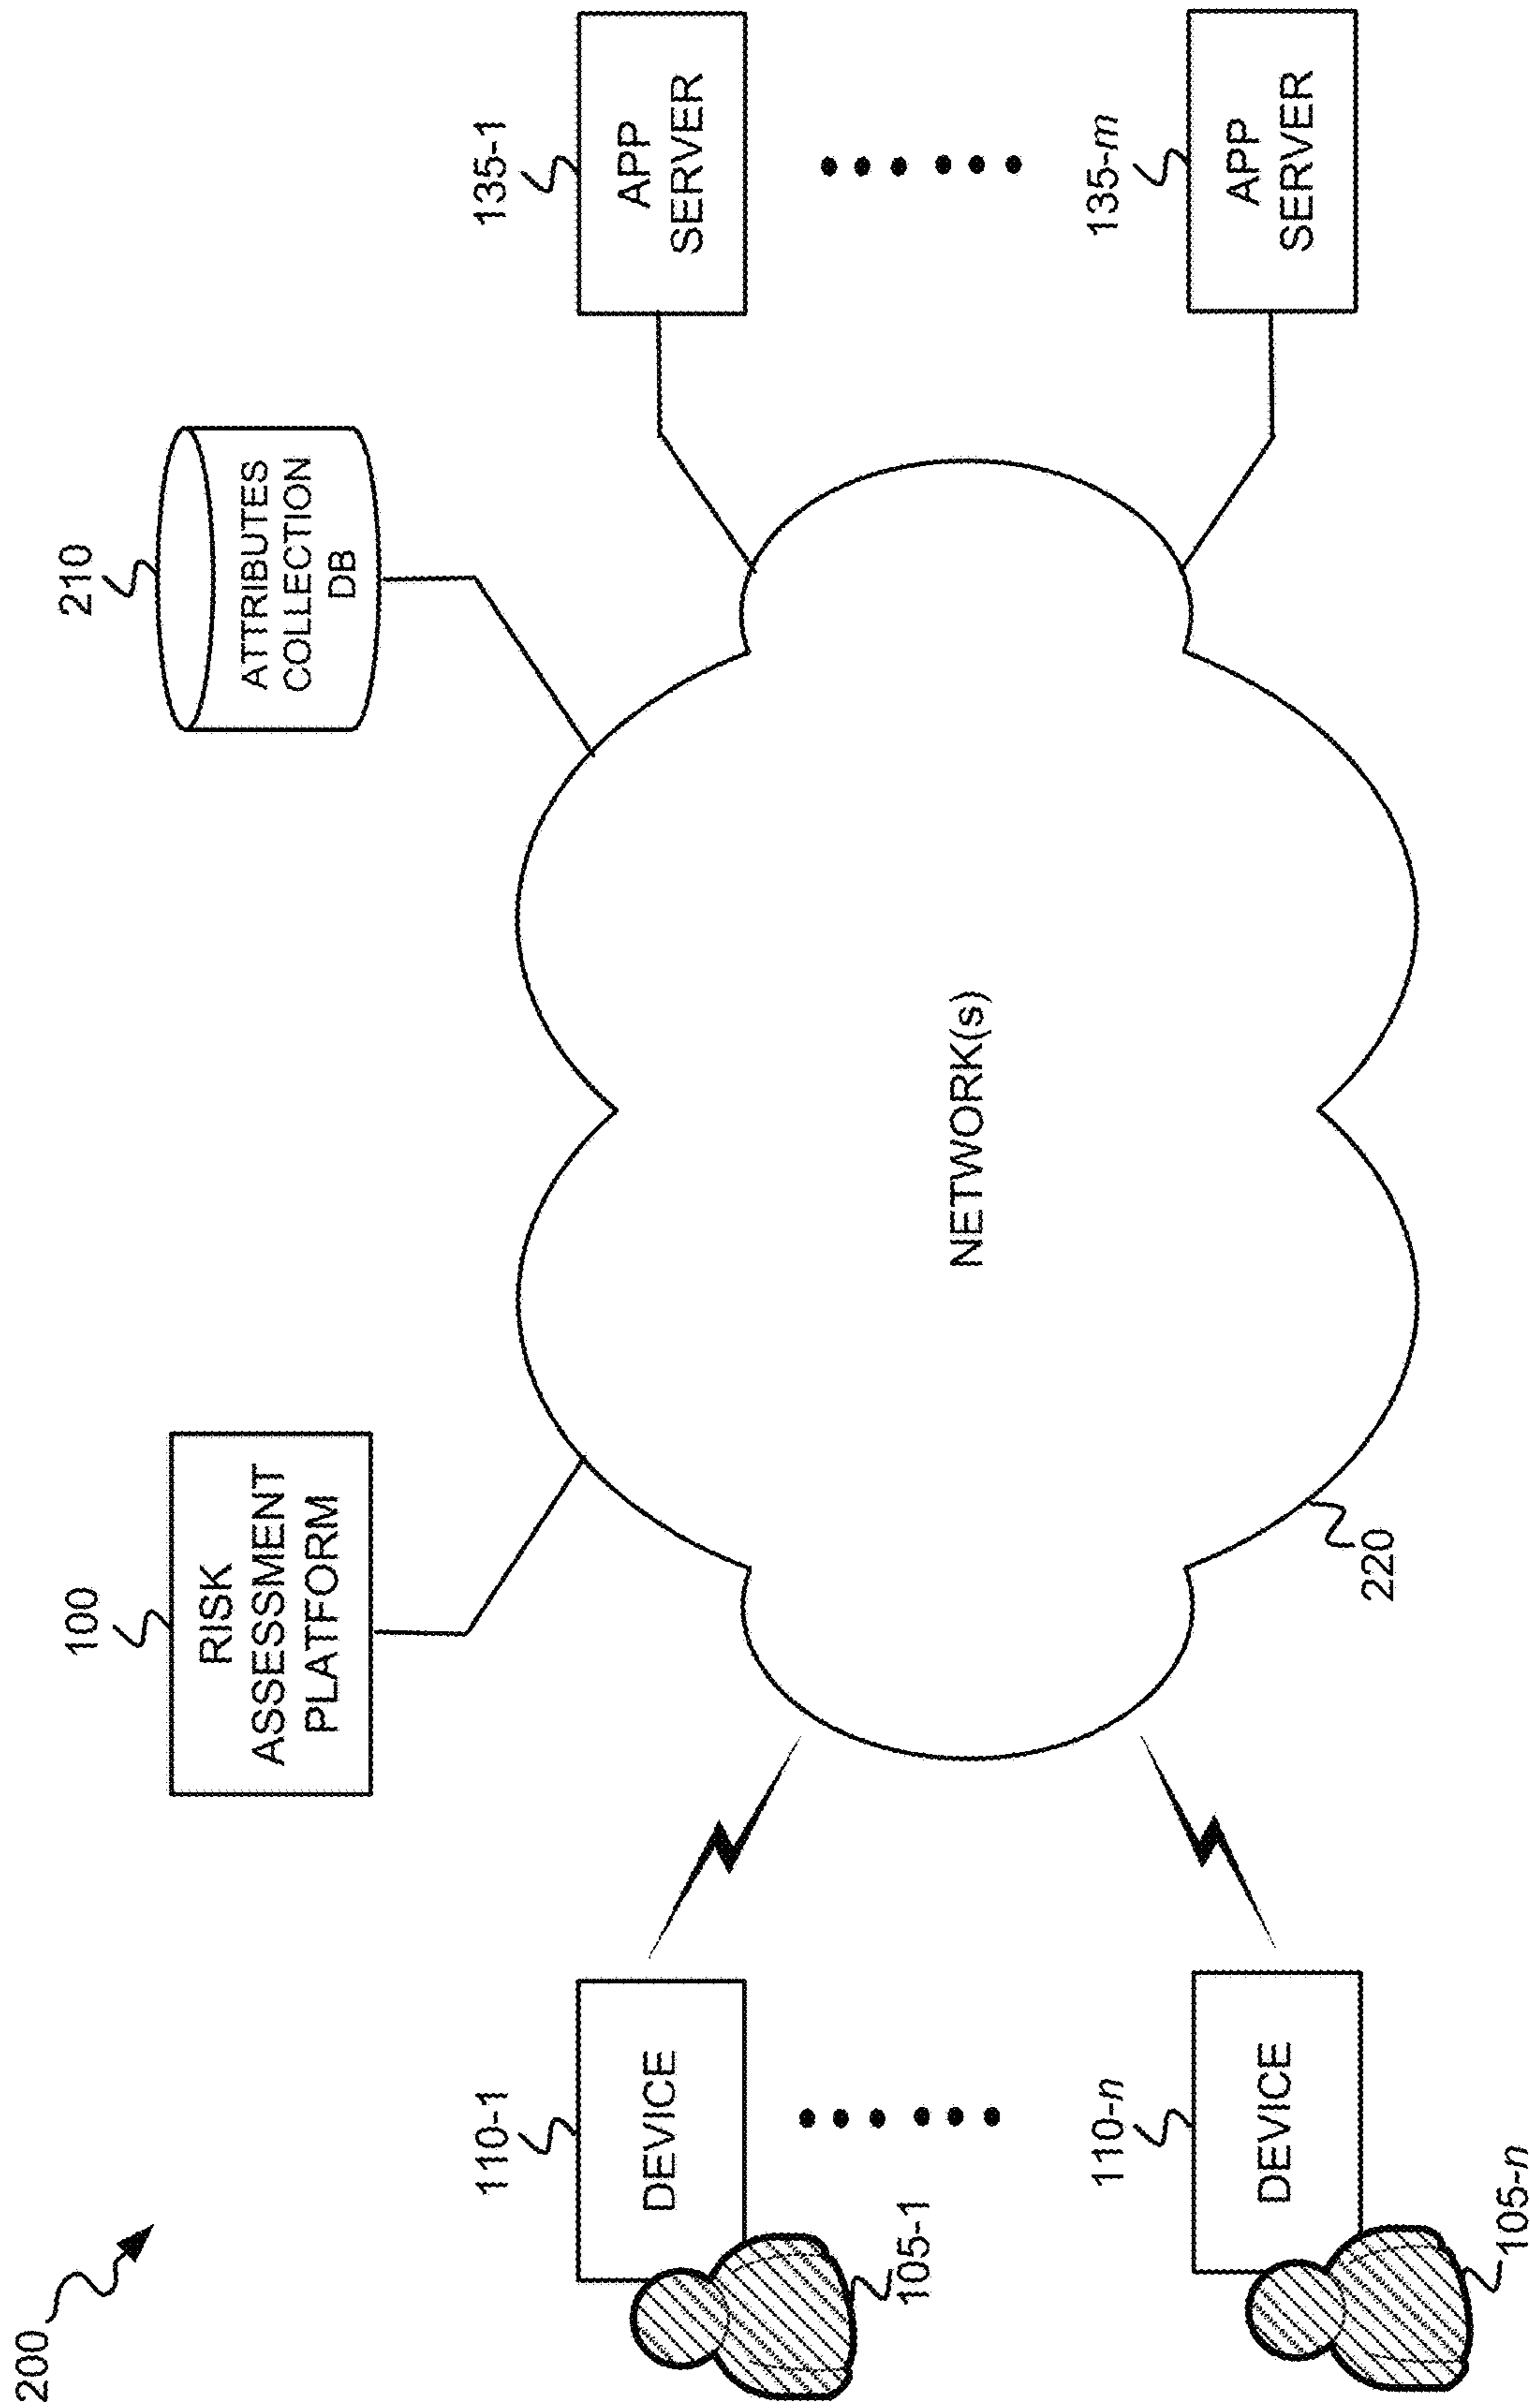 200
100
RISK
ASSESSMENT
PLATFORM
210
ATTRIBUTES
COLLECTION
DB
110-1
DEVICE
105-1
135-1
APP
SERVER
NETWORK(s)
110-n
DEVICE
105-n
220
135-m
APP
SERVER